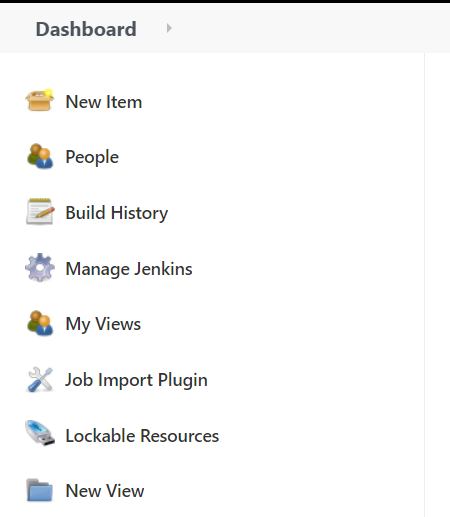 Dashboard
New Item
People
Build History
Manage Jenkins
My Views
Job Import Plugin
Lockable Resources
New View